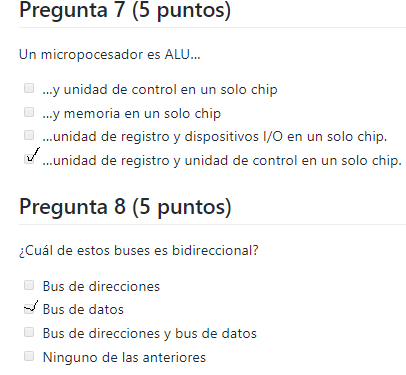 Pregunta 7 (5 puntos)
Un micropocesador es ALU...
...y unidad de control en un solo chip
...y memoria en un solo chip
...unidad de registro y dispositivos I/O en un solo chip.
...unidad de registro y unidad de control en un solo chip.
Pregunta 8 (5 puntos)
¿Cuál de estos buses es bidireccional?
Bus de direcciones
Bus de datos
Bus de direcciones y bus de datos
Ninguno de las anteriores